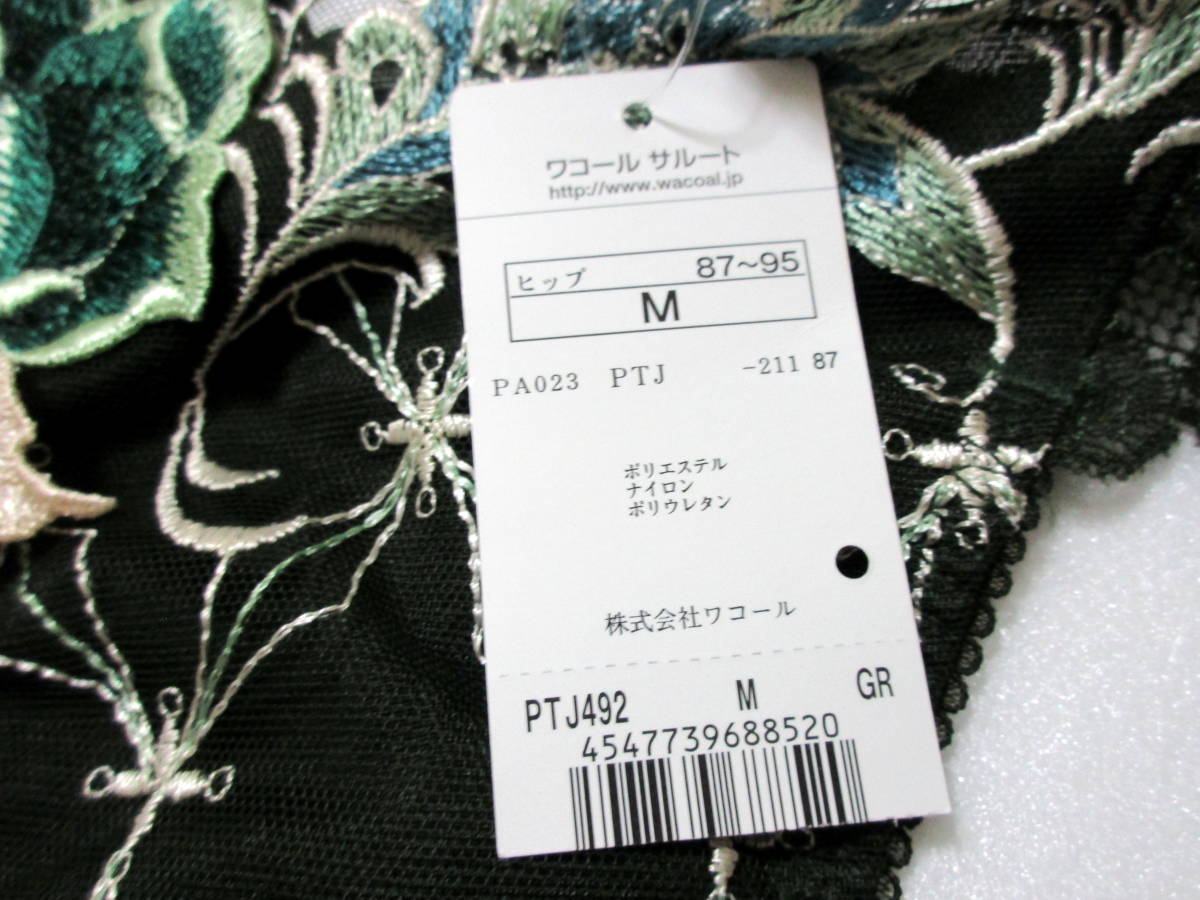 ワコール サルート
http://www.wacoal.jp
ヒップ 87～95
M
PA023 PTJ -211 87
ポリエステル
ナイロン
ポリウレタン
株式会社ワコール
PTJ492 M GR
4547739688520